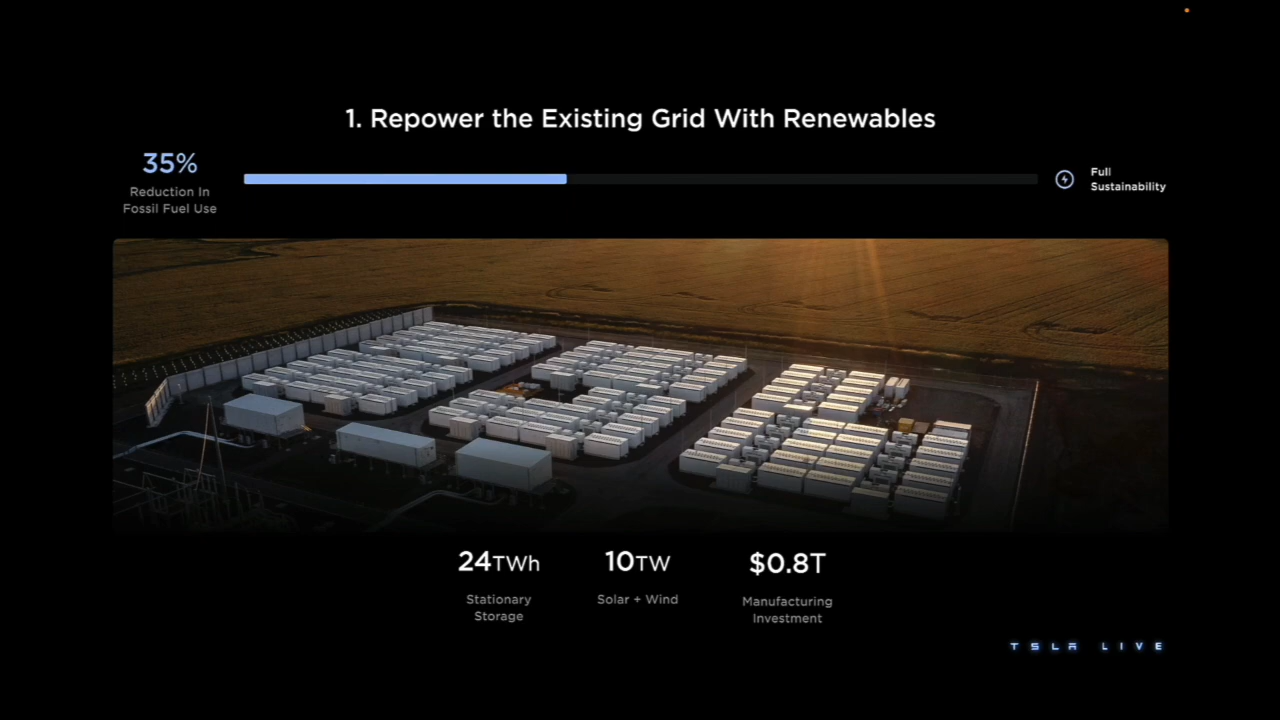 1. Repower the Existing Grid With Renewables
35%
Reduction In
Fossil Fuel Use
Full
Sustainability
24TWh
Stationary
Storage
10TW
Solar + Wind
$0.8T
Manufacturing
Investment
TSLA LIVE